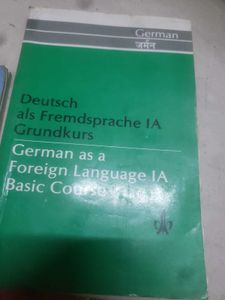 German
जर्मन
Deutsch
als Fremdsprache IA
Grundkurs
German as a
Foreign Language IA
Basic Course